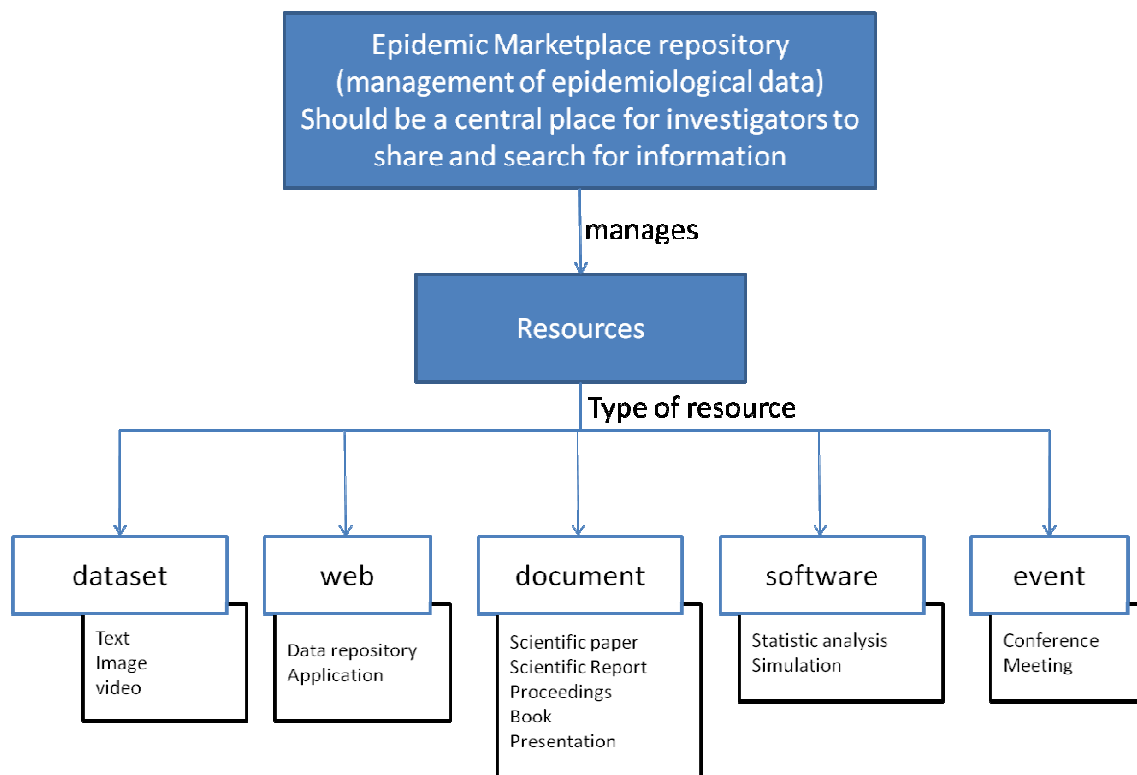 Epidemic Marketplace repository
(management of epidemiological data)
Should be a central place for investigators to
share and search for information
manages
Resources
Type of resource
dataset
Text
Image
video
web
Data repository
Application
document
Scientific paper
Scientific Report
Proceedings
Book
Presentation
software
Statistic analysis
Simulation
event
Conference
Meeting